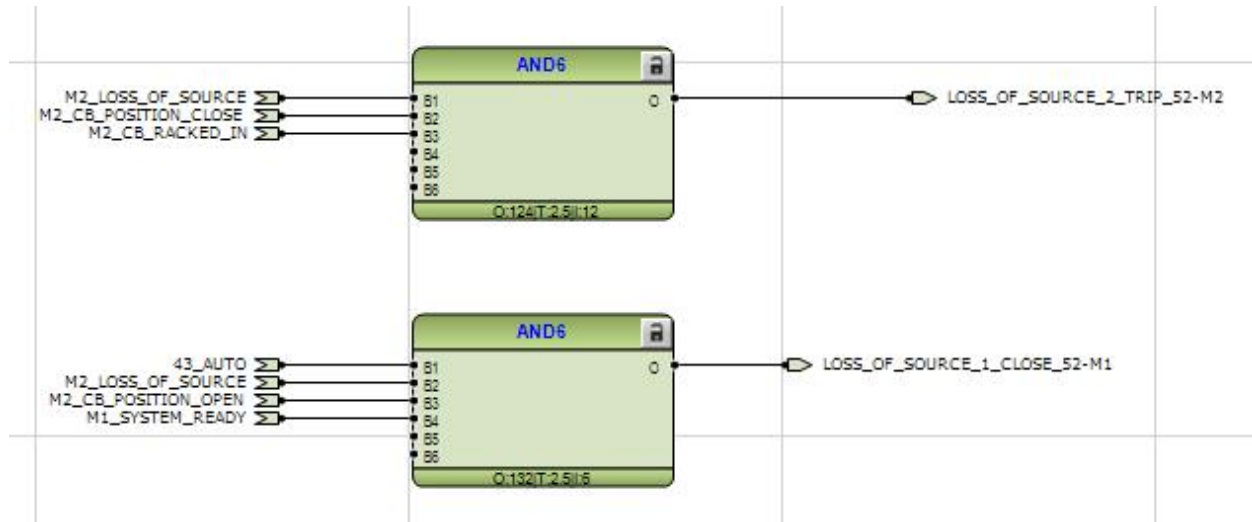 AND6
M2_LOSS_OF_SOURCE B1 O LOSS_OF_SOURCE_2_TRIP_52-M2
M2_CB_POSITION_CLOSE B2
M2_CB_RACKED_IN B3
B4
B5
B6
O:124|T:2.5|I:12
AND6
43_AUTO B1 O LOSS_OF_SOURCE_1_CLOSE_52-M1
M2_LOSS_OF_SOURCE B2
M2_CB_POSITION_OPEN B3
M1_SYSTEM_READY B4
B5
B6
O:132|T:2.5|I:6